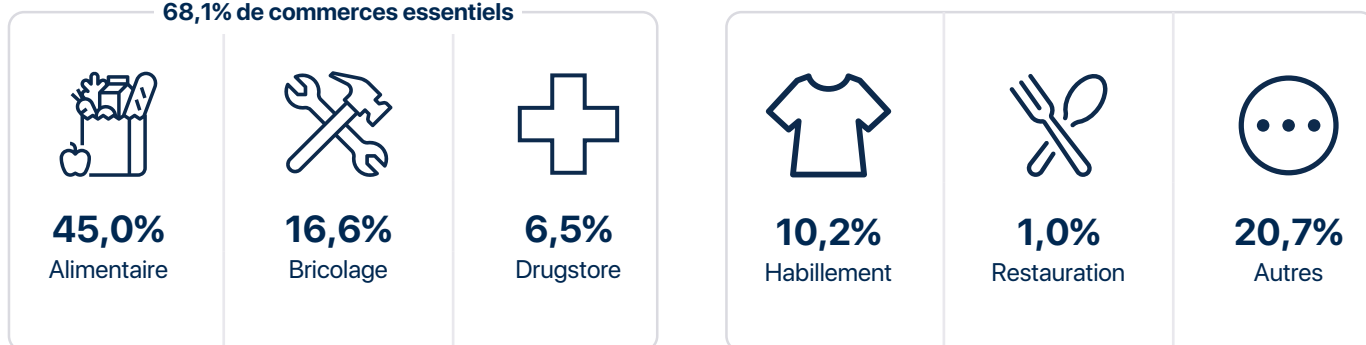 68,1% de commerces essentiels
45,0%
Alimentaire
16,6%
Bricolage
6,5%
Drugstore
10,2%
Habillement
1,0%
Restauration
20,7%
Autres